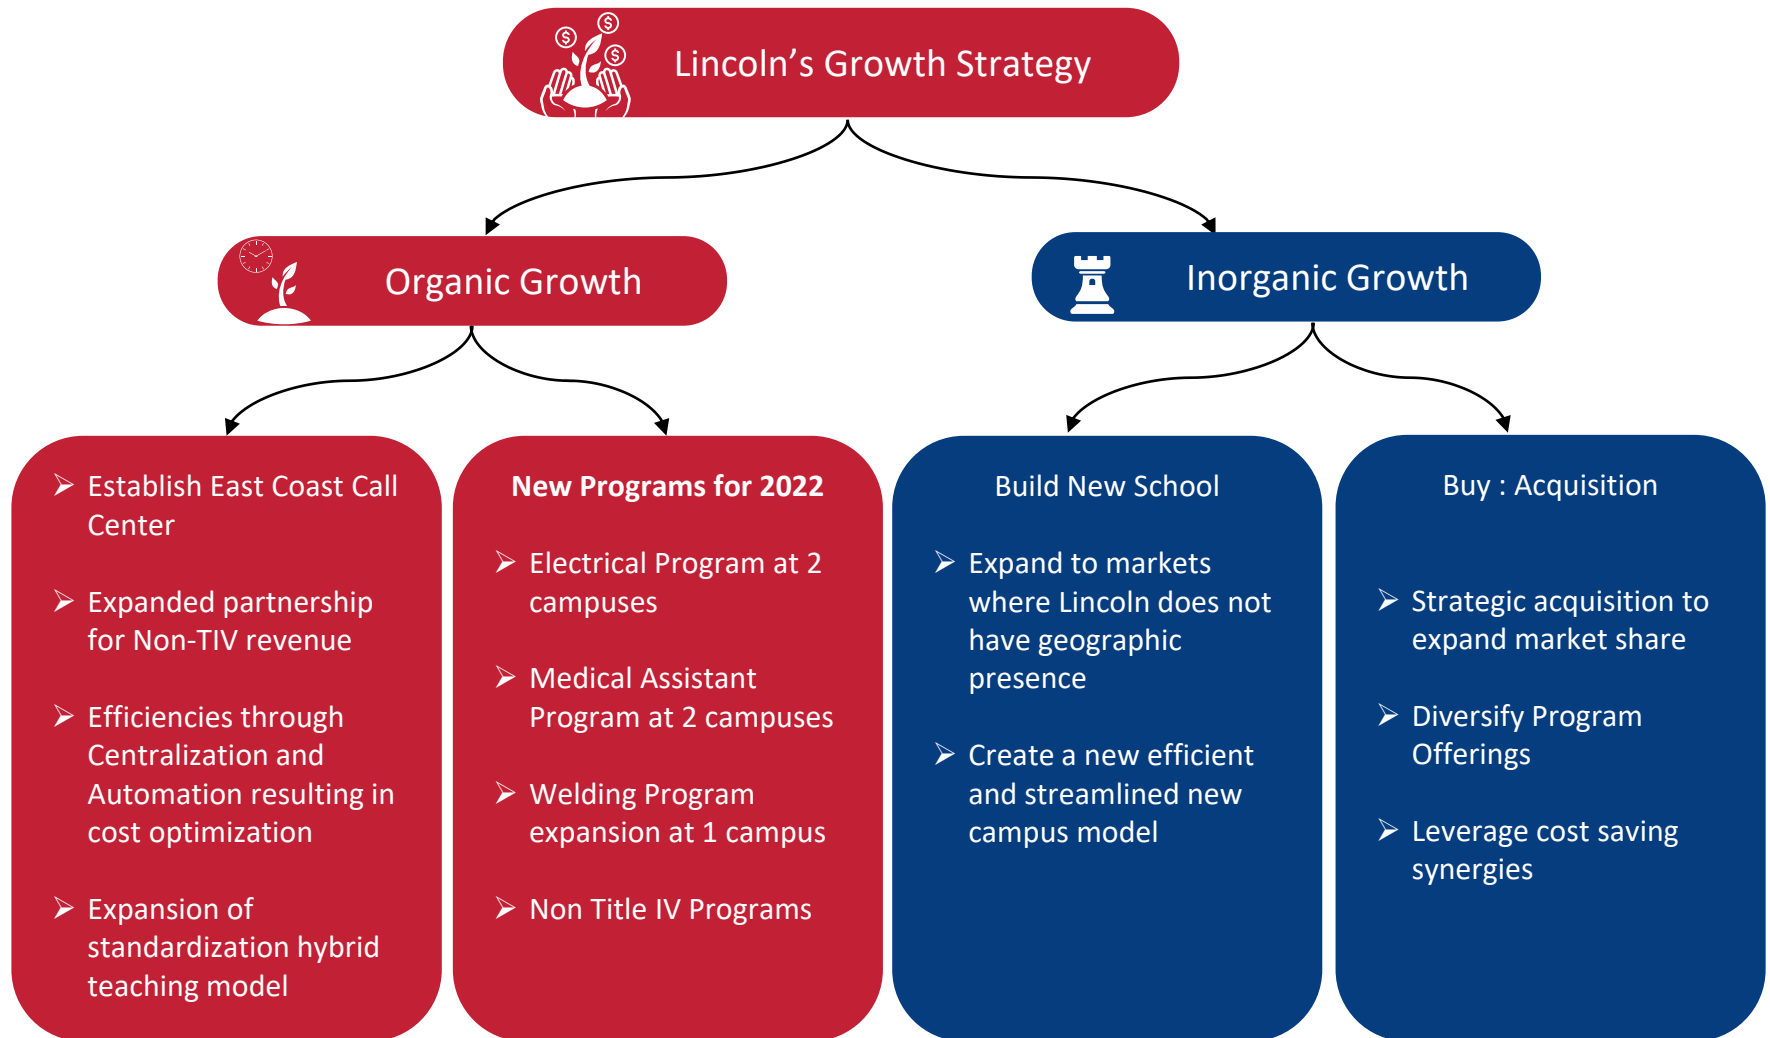 Lincoln’s Growth Strategy
Organic Growth
Inorganic Growth
➢ Establish East Coast Call
Center
➢ Expanded partnership
for Non-TIV revenue
➢ Efficiencies through
Centralization and
Automation resulting in
cost optimization
➢ Expansion of
standardization hybrid
teaching model
New Programs for 2022
➢ Electrical Program at 2
campuses
➢ Medical Assistant
Program at 2 campuses
➢ Welding Program
expansion at 1 campus
➢ Non Title IV Programs
Build New School
➢ Expand to markets
where Lincoln does not
have geographic
presence
➢ Create a new efficient
and streamlined new
campus model
Buy : Acquisition
➢ Strategic acquisition to
expand market share
➢ Diversify Program
Offerings
➢ Leverage cost saving
synergies